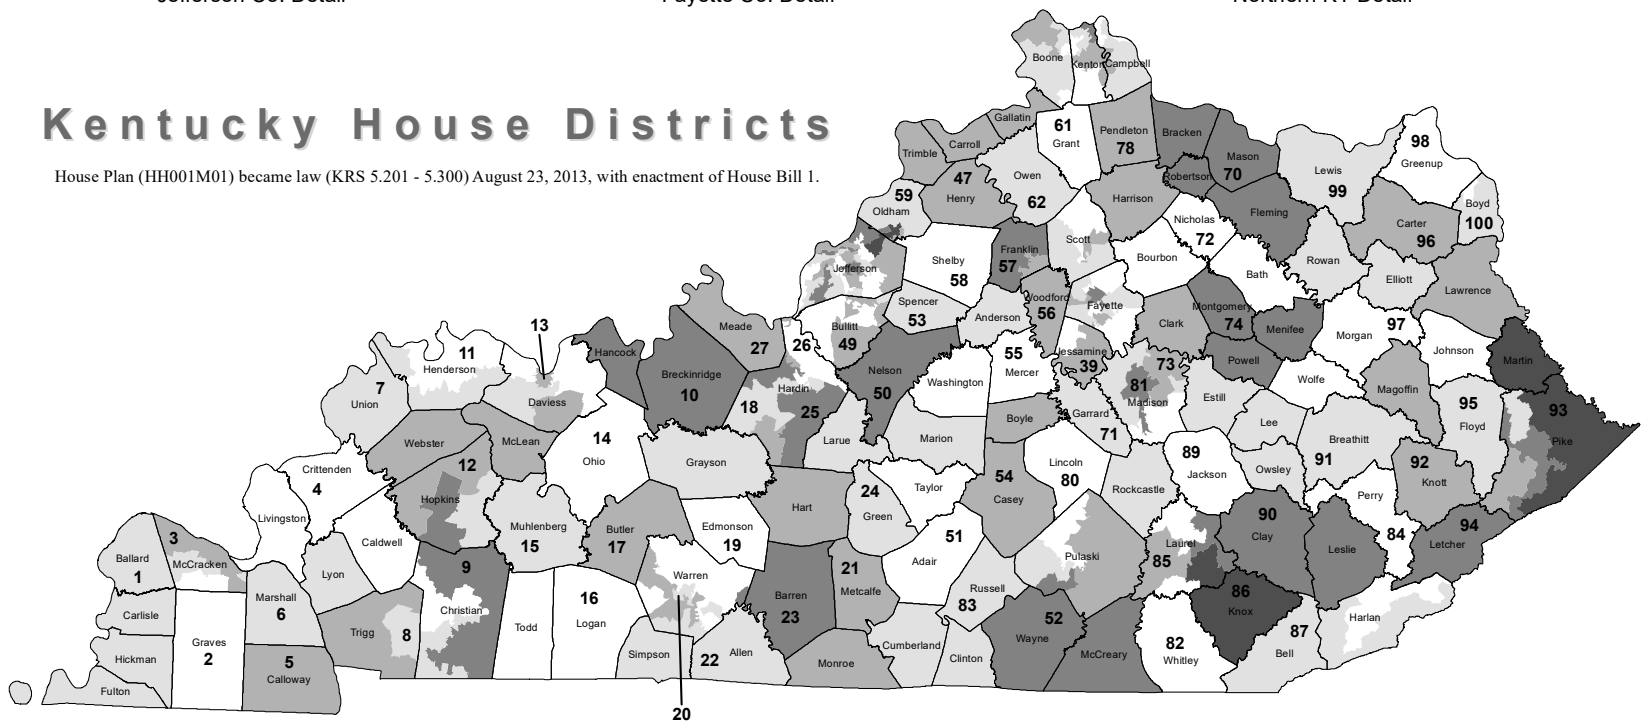 Jefferson Co. Detail
Fayette Co. Detail
Northern KY Detail
Kentucky House Districts
House Plan (HH001M01) became law (KRS 5.201 - 5.300) August 23, 2013, with enactment of House Bill 1.
Boone
Kenton
Campbell
Gallatin
61
Grant
Pendleton
78
Bracken
Mason
70
Robertson
Lewis
99
98
Greenup
Trimble
Carroll
47
Henry
Owen
62
Harrison
Nicholas
72
Fleming
Carter
96
Boyd
100
59
Oldham
Jefferson
Shelby
58
Franklin
57
Scott
Bourbon
Bath
Rowan
Elliott
Lawrence
Meade
27
26
Bullitt
49
Spencer
53
Anderson
Woodford
56
Fayette
Clark
Montgomery
74
Menifee
Morgan
97
Johnson
Martin
13
11
Henderson
Hancock
Breckinridge
10
Hardin
18
25
Nelson
50
Washington
55
Mercer
Jessamine
39
73
81
Madison
Powell
Wolfe
Magoffin
95
Floyd
93
Pike
7
Union
Daviess
Webster
McLean
14
Ohio
Grayson
Larue
Marion
Boyle
Garrard
71
Estill
Lee
Breathitt
91
92
Knott
Crittenden
4
12
Hopkins
Livingston
Caldwell
Muhlenberg
15
Butler
17
Edmonson
19
Hart
24
Green
Taylor
54
Casey
Lincoln
80
Rockcastle
89
Jackson
Owsley
Perry
84
90
Clay
Leslie
94
Letcher
Ballard
1
3
McCracken
Lyon
9
Christian
Warren
Barren
23
21
Metcalfe
51
Adair
Russell
83
Pulaski
Laurel
85
86
Knox
Harlan
Carlisle
Marshall
6
Trigg
8
Todd
16
Logan
Simpson
22
Allen
Monroe
Cumberland
Clinton
52
Wayne
McCreary
82
Whitley
87
Bell
Hickman
Graves
2
5
Calloway
Fulton
20